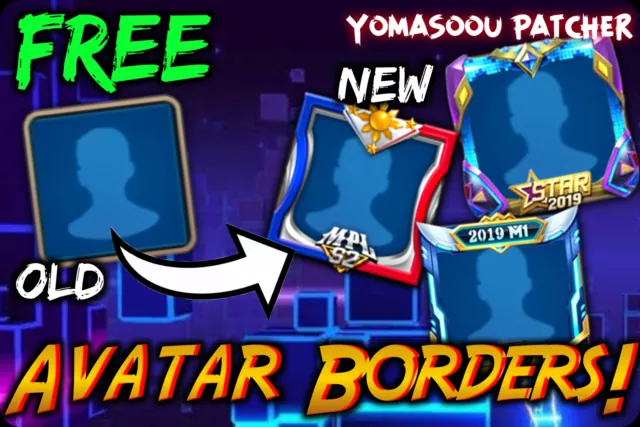 FREE
YOMASOOU PATCHER
NEW
STAR
2019
MPL
S2
2019 M1
OLD
AVATAR BORDERS!